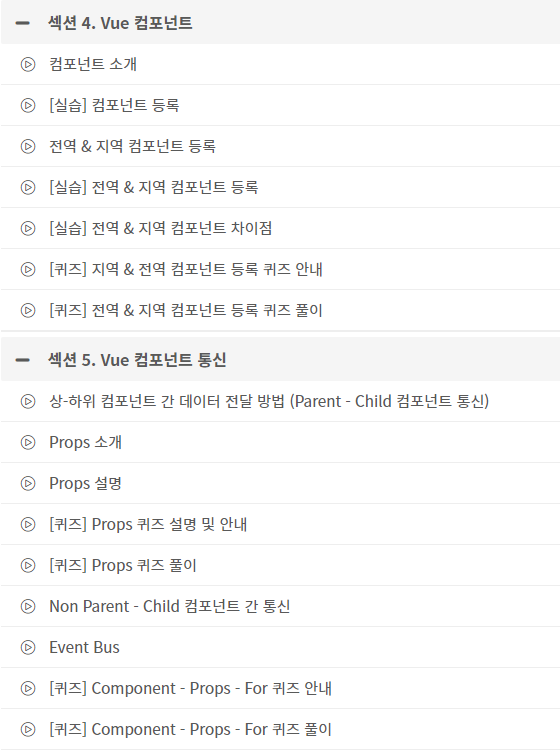 섹션 4. Vue 컴포넌트
컴포넌트 소개
[실습] 컴포넌트 등록
전역 & 지역 컴포넌트 등록
[실습] 전역 & 지역 컴포넌트 등록
[실습] 전역 & 지역 컴포넌트 차이점
[퀴즈] 지역 & 전역 컴포넌트 등록 퀴즈 안내
[퀴즈] 전역 & 지역 컴포넌트 등록 퀴즈 풀이
섹션 5. Vue 컴포넌트 통신
상-하위 컴포넌트 간 데이터 전달 방법 (Parent - Child 컴포넌트 통신)
Props 소개
Props 설명
[퀴즈] Props 퀴즈 설명 및 안내
[퀴즈] Props 퀴즈 풀이
Non Parent - Child 컴포넌트 간 통신
Event Bus
[퀴즈] Component - Props - For 퀴즈 안내
[퀴즈] Component - Props - For 퀴즈 풀이